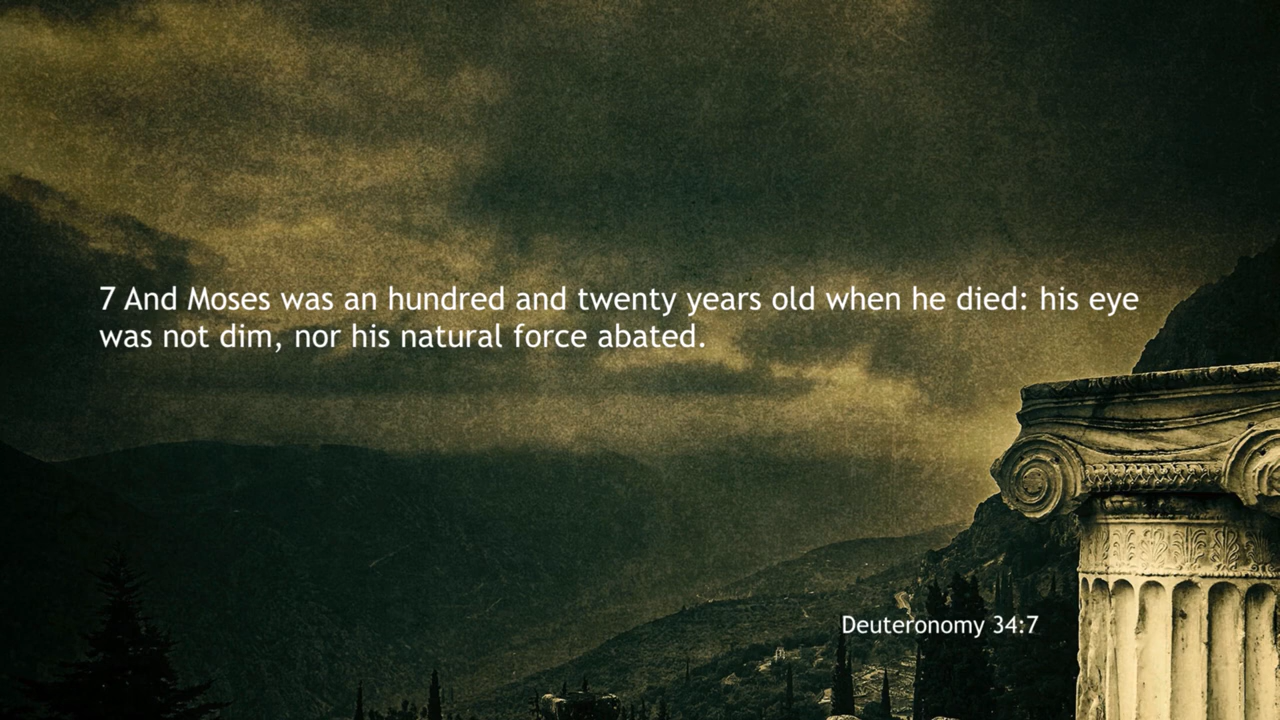 7 And Moses was an hundred and twenty years old when he died: his eye
was not dim, nor his natural force abated.
Deuteronomy 34:7